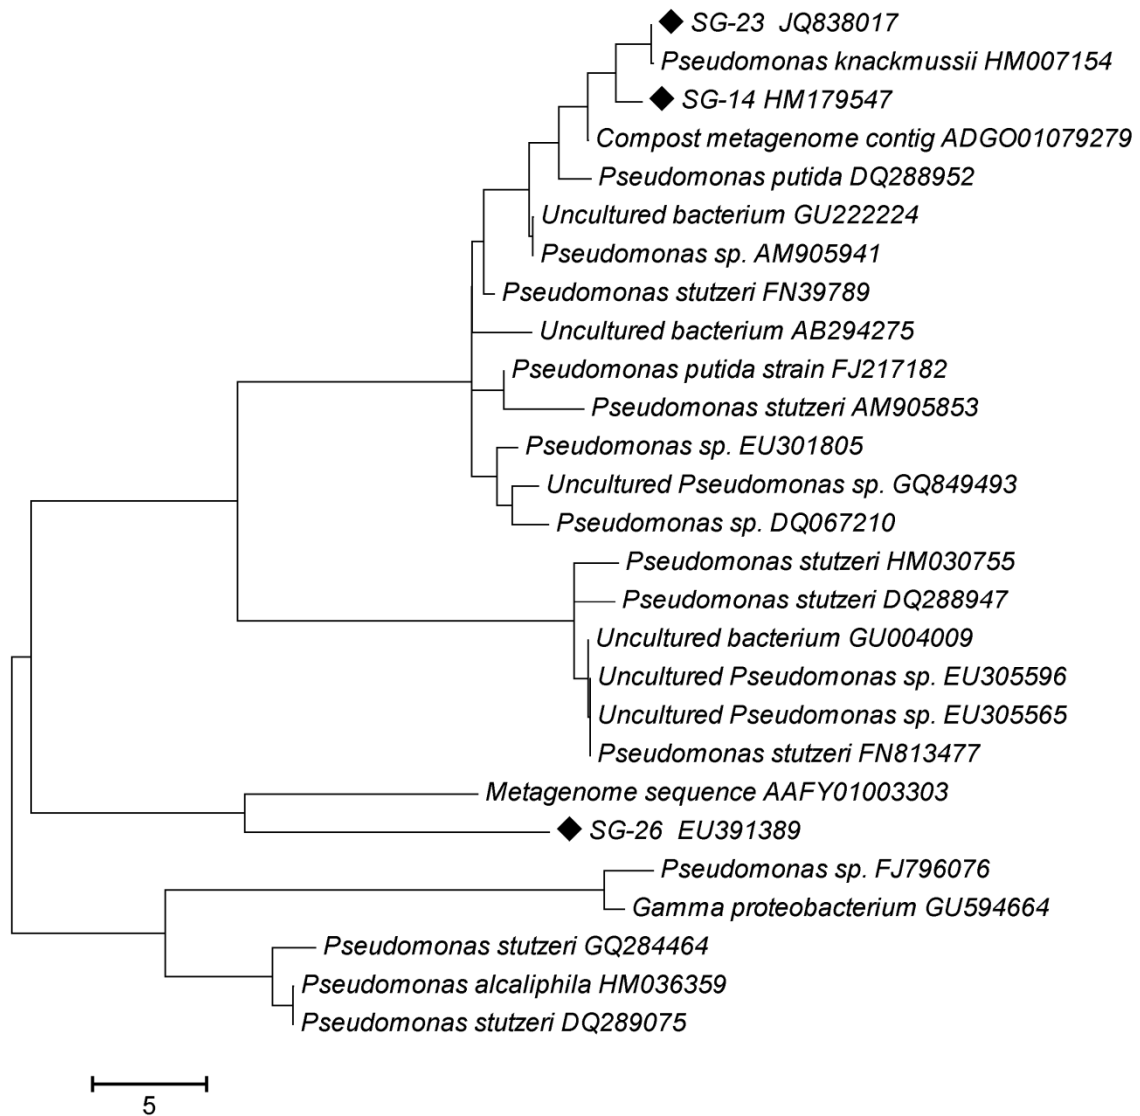 SG-23 JQ838017
Pseudomonas knackmussii HM007154
SG-14 HM179547
Compost metagenome contig ADGO01079279
Pseudomonas putida DQ288952
Uncultured bacterium GU222224
Pseudomonas sp. AM905941
Pseudomonas stutzeri FN39789
Uncultured bacterium AB294275
Pseudomonas putida strain FJ217182
Pseudomonas stutzeri AM905853
Pseudomonas sp. EU301805
Uncultured Pseudomonas sp. GQ849493
Pseudomonas sp. DQ067210
Pseudomonas stutzeri HM030755
Pseudomonas stutzeri DQ288947
Uncultured bacterium GU004009
Uncultured Pseudomonas sp. EU305596
Uncultured Pseudomonas sp. EU305565
Pseudomonas stutzeri FN813477
Metagenome sequence AAFY01003303
SG-26 EU391389
Pseudomonas sp. FJ796076
Gamma proteobacterium GU594664
Pseudomonas stutzeri GQ284464
Pseudomonas alcaliphila HM036359
Pseudomonas stutzeri DQ289075
5